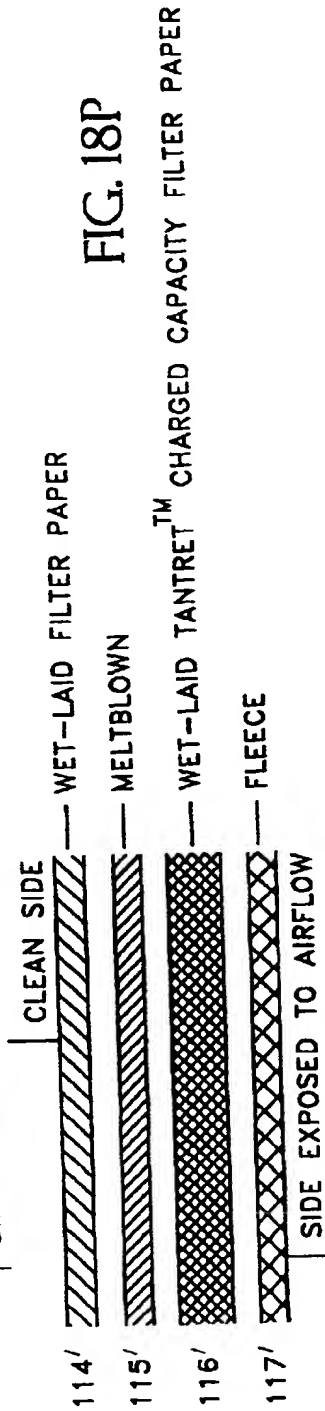 FIG. 18P
CLEAN SIDE
114' WET-LAID FILTER PAPER
115' MELTBLOWN
116' WET-LAID TANTRET™ CHARGED CAPACITY FILTER PAPER
117' FLEECE
SIDE EXPOSED TO AIRFLOW